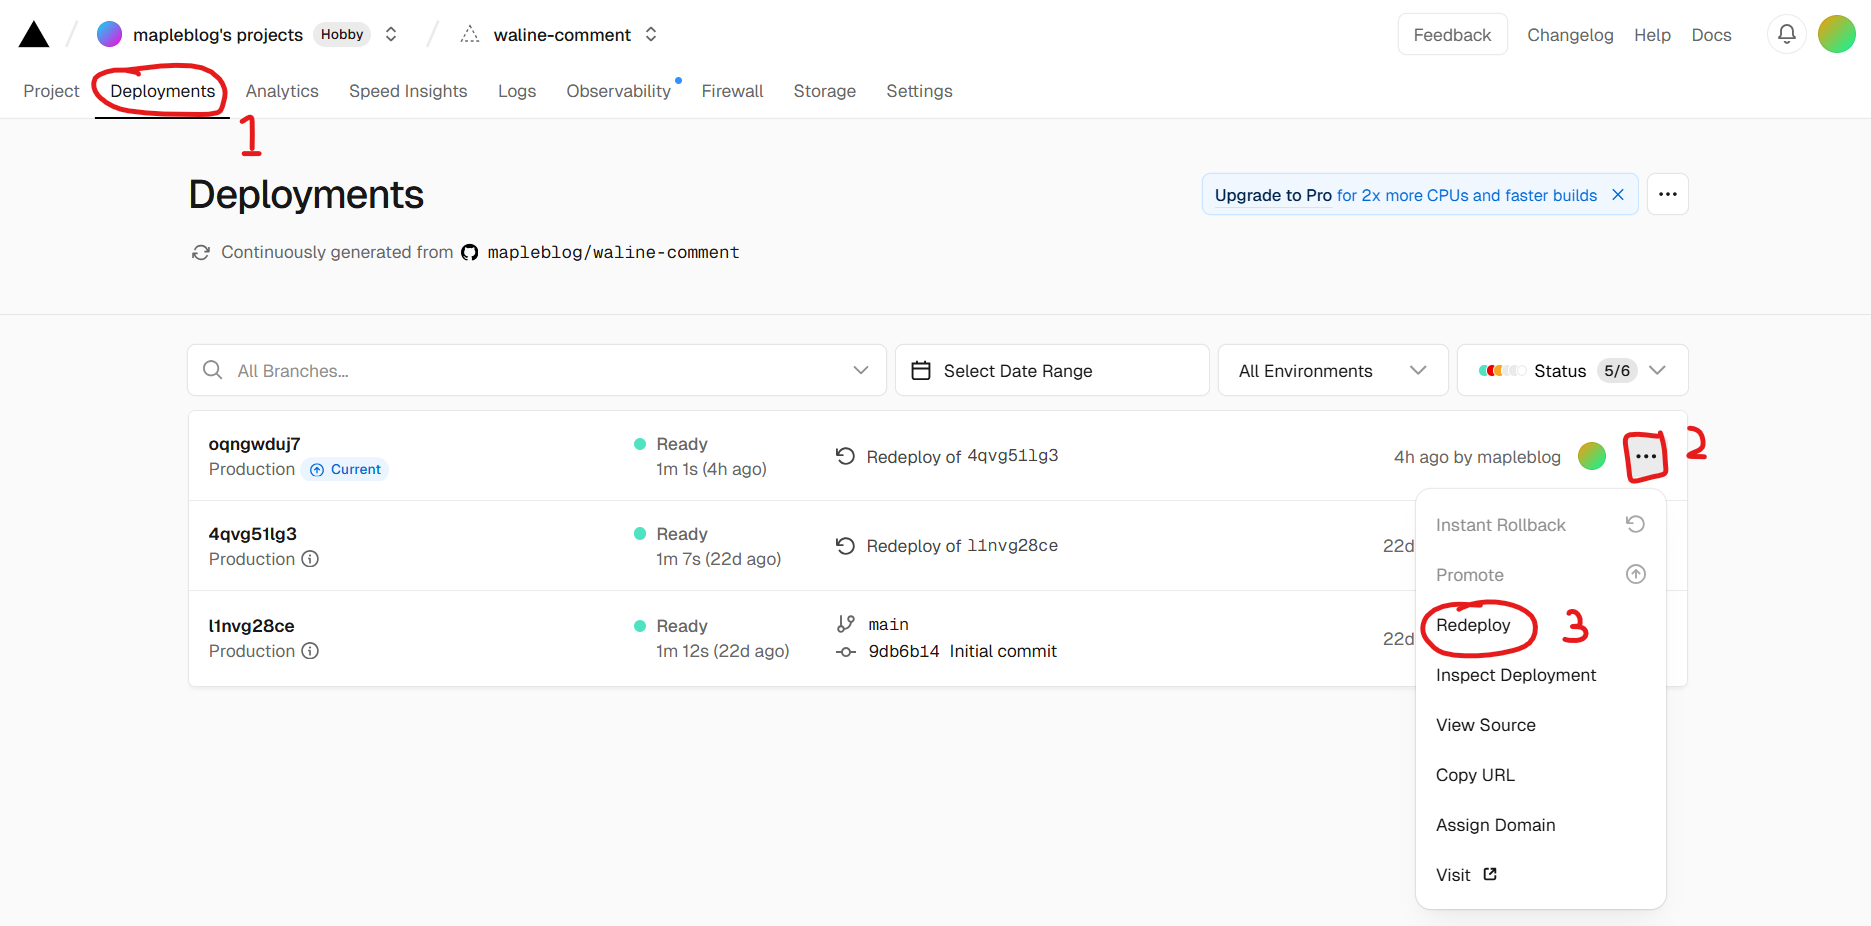 mapleblog's projects Hobby waline-comment Feedback Changelog Help Docs
Project Deployments Analytics Speed Insights Logs Observability Firewall Storage Settings
1
Deployments
Upgrade to Pro for 2x more CPUs and faster builds
Continuously generated from mapleblog/waline-comment
All Branches...
Select Date Range
All Environments
Status 5/6
oqngwduj7
Production Current
Ready
1m 1s (4h ago)
Redeploy of 4qvg51lg3
4h ago by mapleblog
2
4qvg51lg3
Production
Ready
1m 7s (22d ago)
Redeploy of l1nvg28ce
22d
l1nvg28ce
Production
Ready
1m 12s (22d ago)
main
9db6b14 Initial commit
22d
Instant Rollback
Promote
Redeploy 3
Inspect Deployment
View Source
Copy URL
Assign Domain
Visit